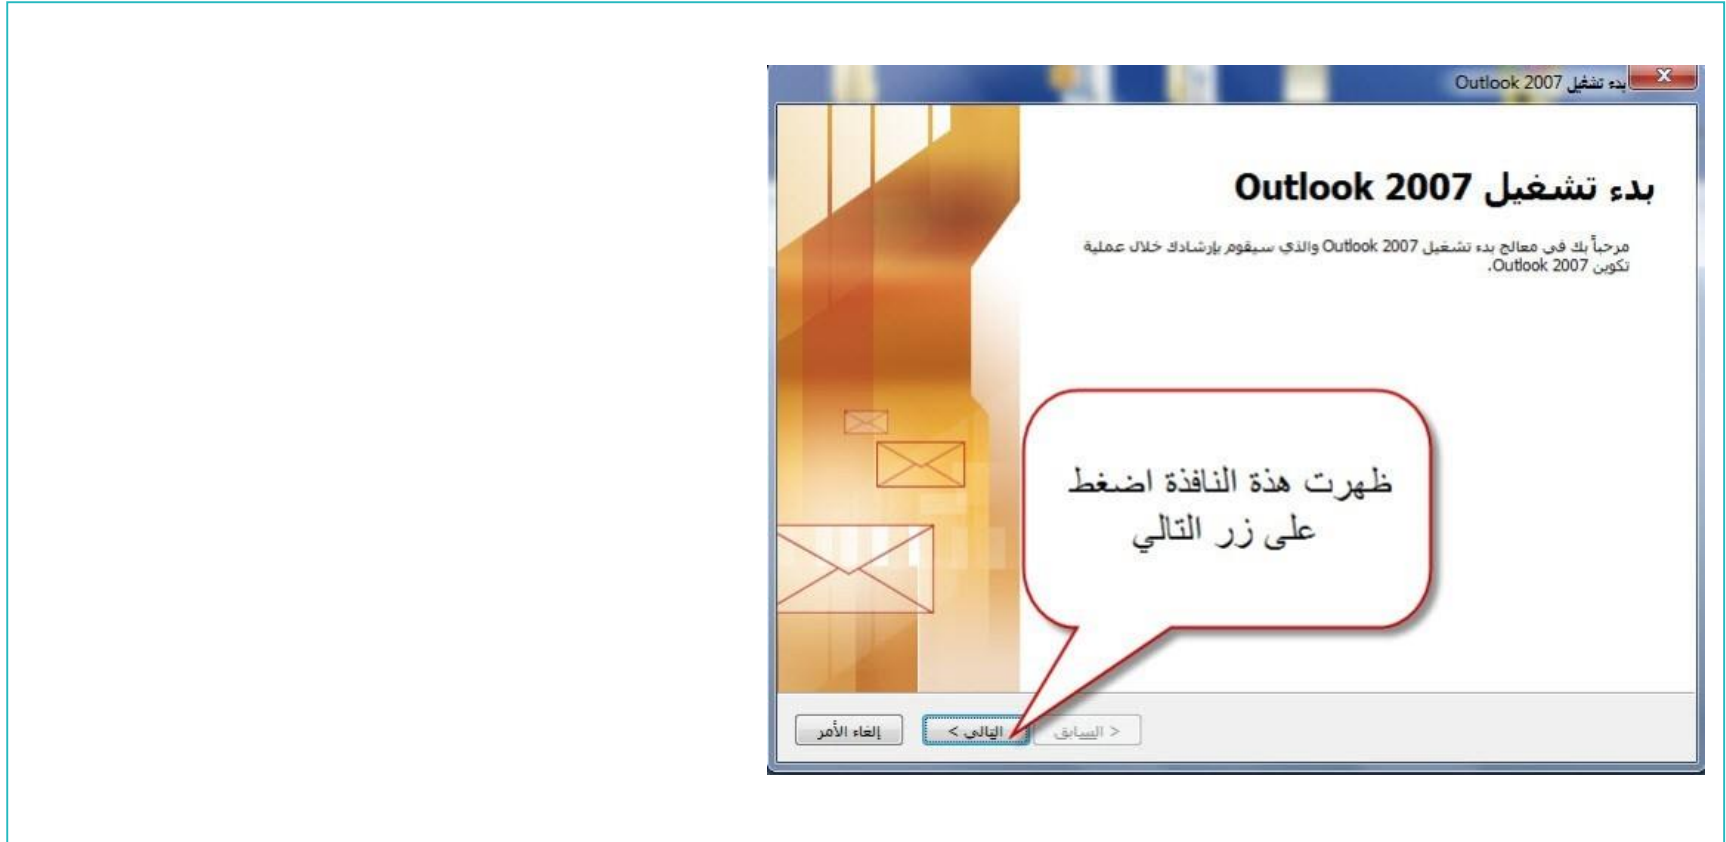 بدء تشغيل Outlook 2007
بدء تشغيل Outlook 2007
مرحباً بك في معالج بدء تشغيل Outlook 2007 والذي سيقوم بإرشادك خلال عملية
تكوين Outlook 2007.
ظهرت هذة النافذة اضغط
على زر التالي
< السابق
التالي >
إلغاء الأمر